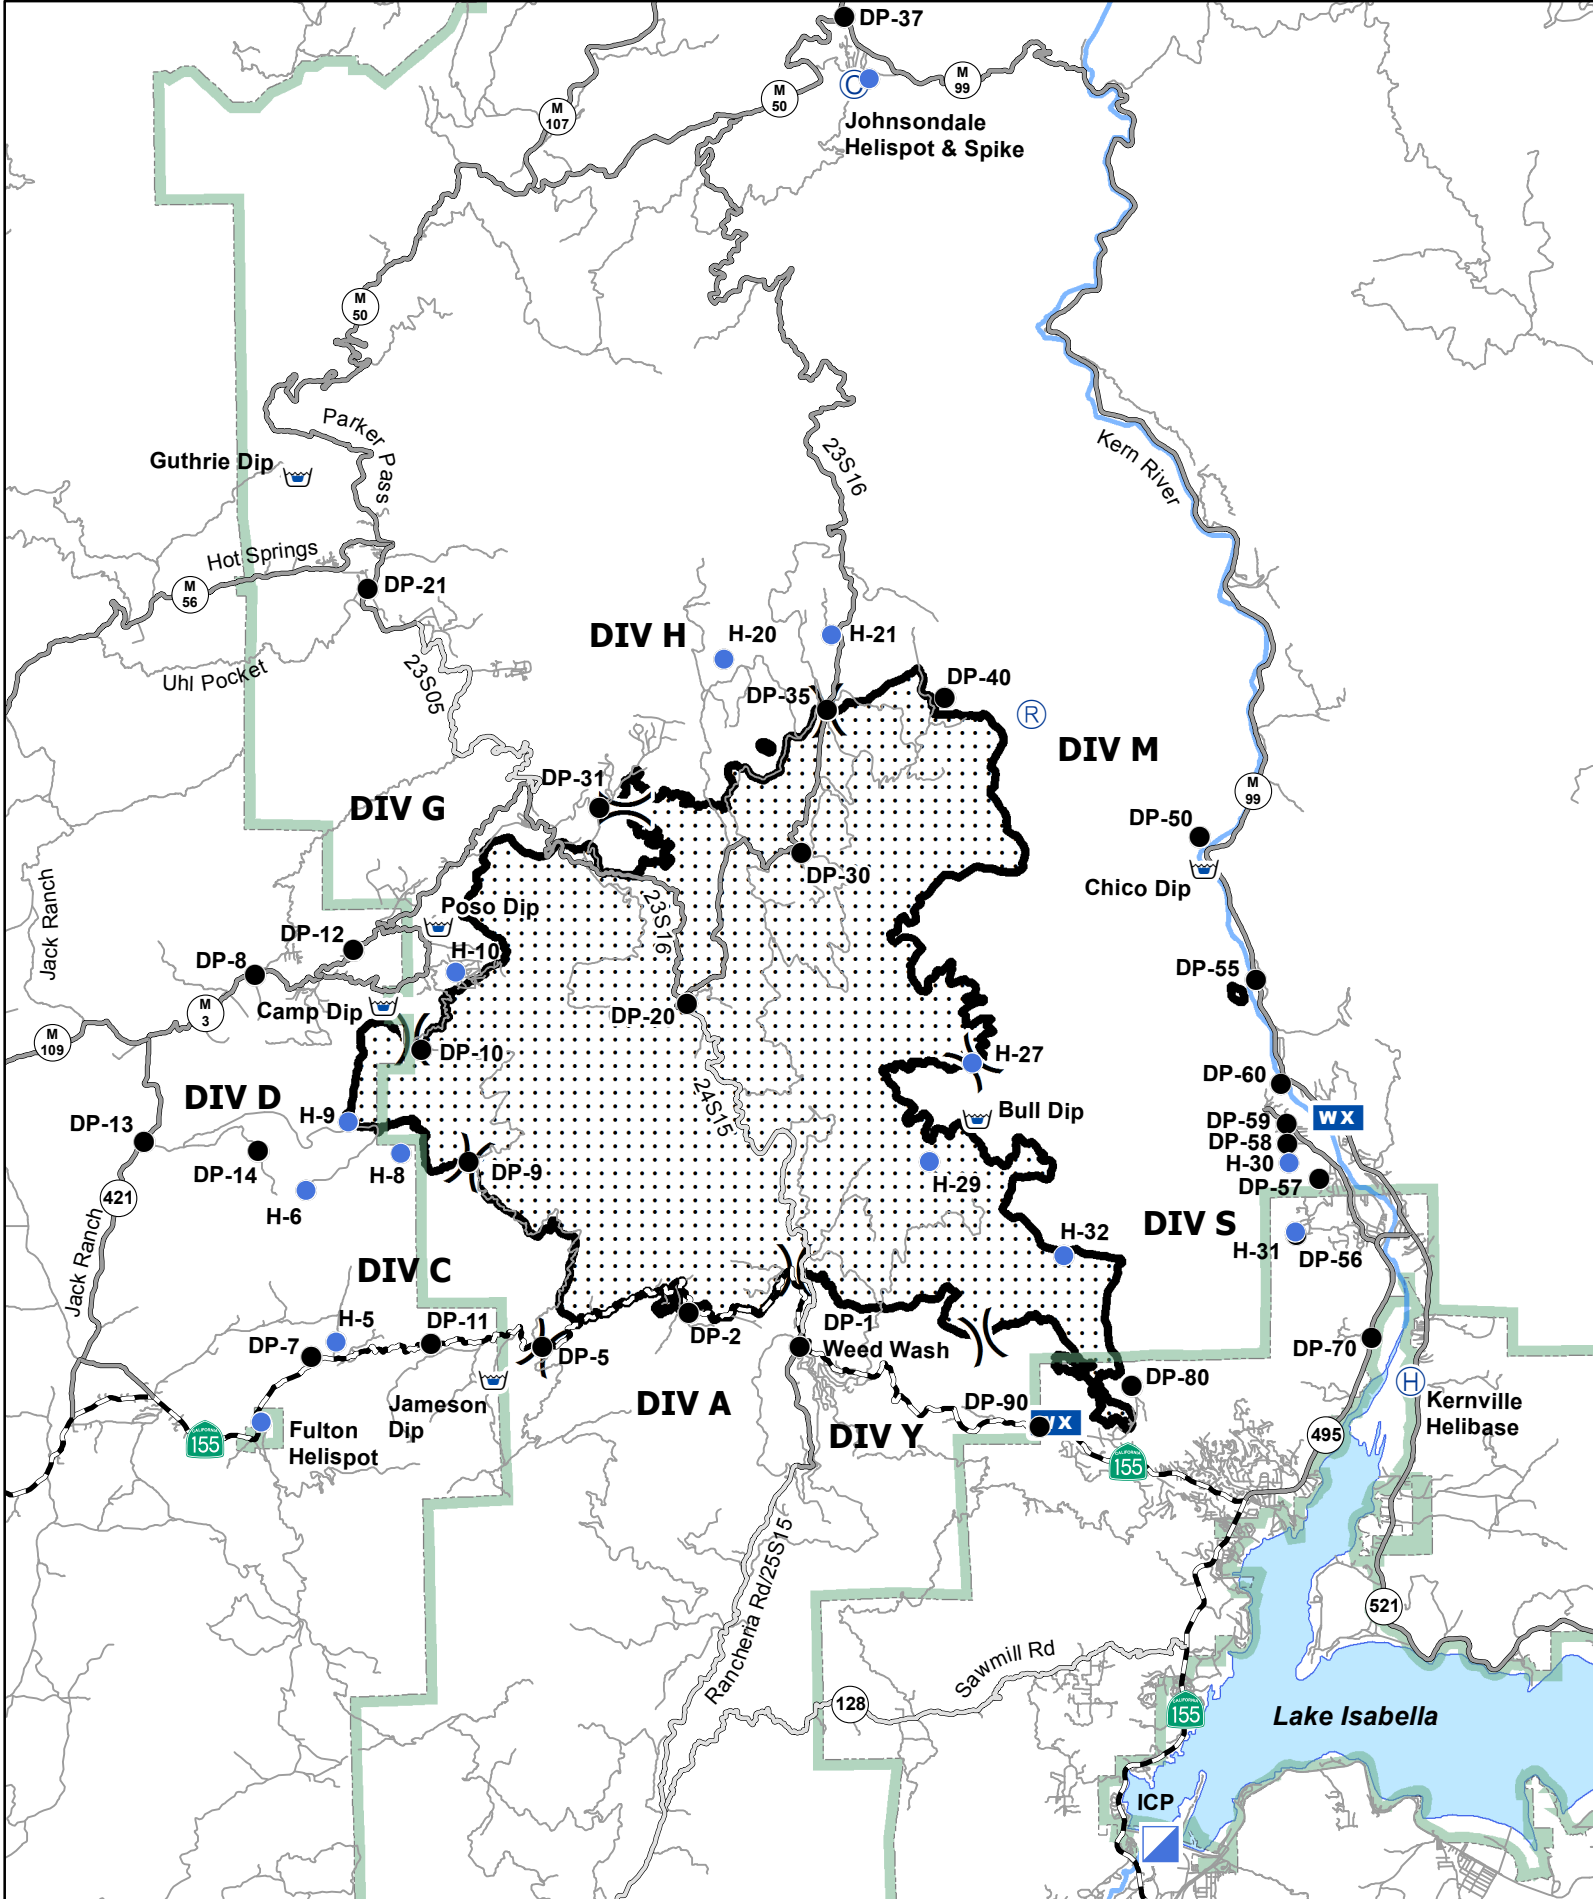 DP-37
M
50
M
99
C
M
107
Johnsondale
Helispot & Spike
M
50
Parker Pass
23S16
Kern River
Guthrie Dip
Hot Springs
M
56
DP-21
DIV H
H-20
H-21
Uhl Pocket
23S05
DP-40
DP-35
R
DIV M
DP-31
M
99
DIV G
DP-50
DP-30
Chico Dip
Jack Ranch
23S16
Poso Dip
DP-12
H-10
DP-8
DP-55
M
3
Camp Dip
DP-20
M
109
DP-10
H-27
DP-60
DIV D
24S15
Bull Dip
WX
H-9
DP-13
DP-59
DP-58
DP-14
H-8
DP-9
H-30
H-29
DP-57
421
H-6
DIV S
H-32
H-31
DP-56
Jack Ranch
DIV C
H-5
DP-11
DP-7
DP-2
DP-1
Weed Wash
DP-5
DP-70
DP-80
H
Jameson
Dip
DIV A
DP-90
WX
Kernville
Helibase
Fulton
Helispot
CALIFORNIA
155
DIV Y
495
CALIFORNIA
155
Rancheria Rd/25S15
521
Sawmill Rd
128
CALIFORNIA
155
Lake Isabella
ICP